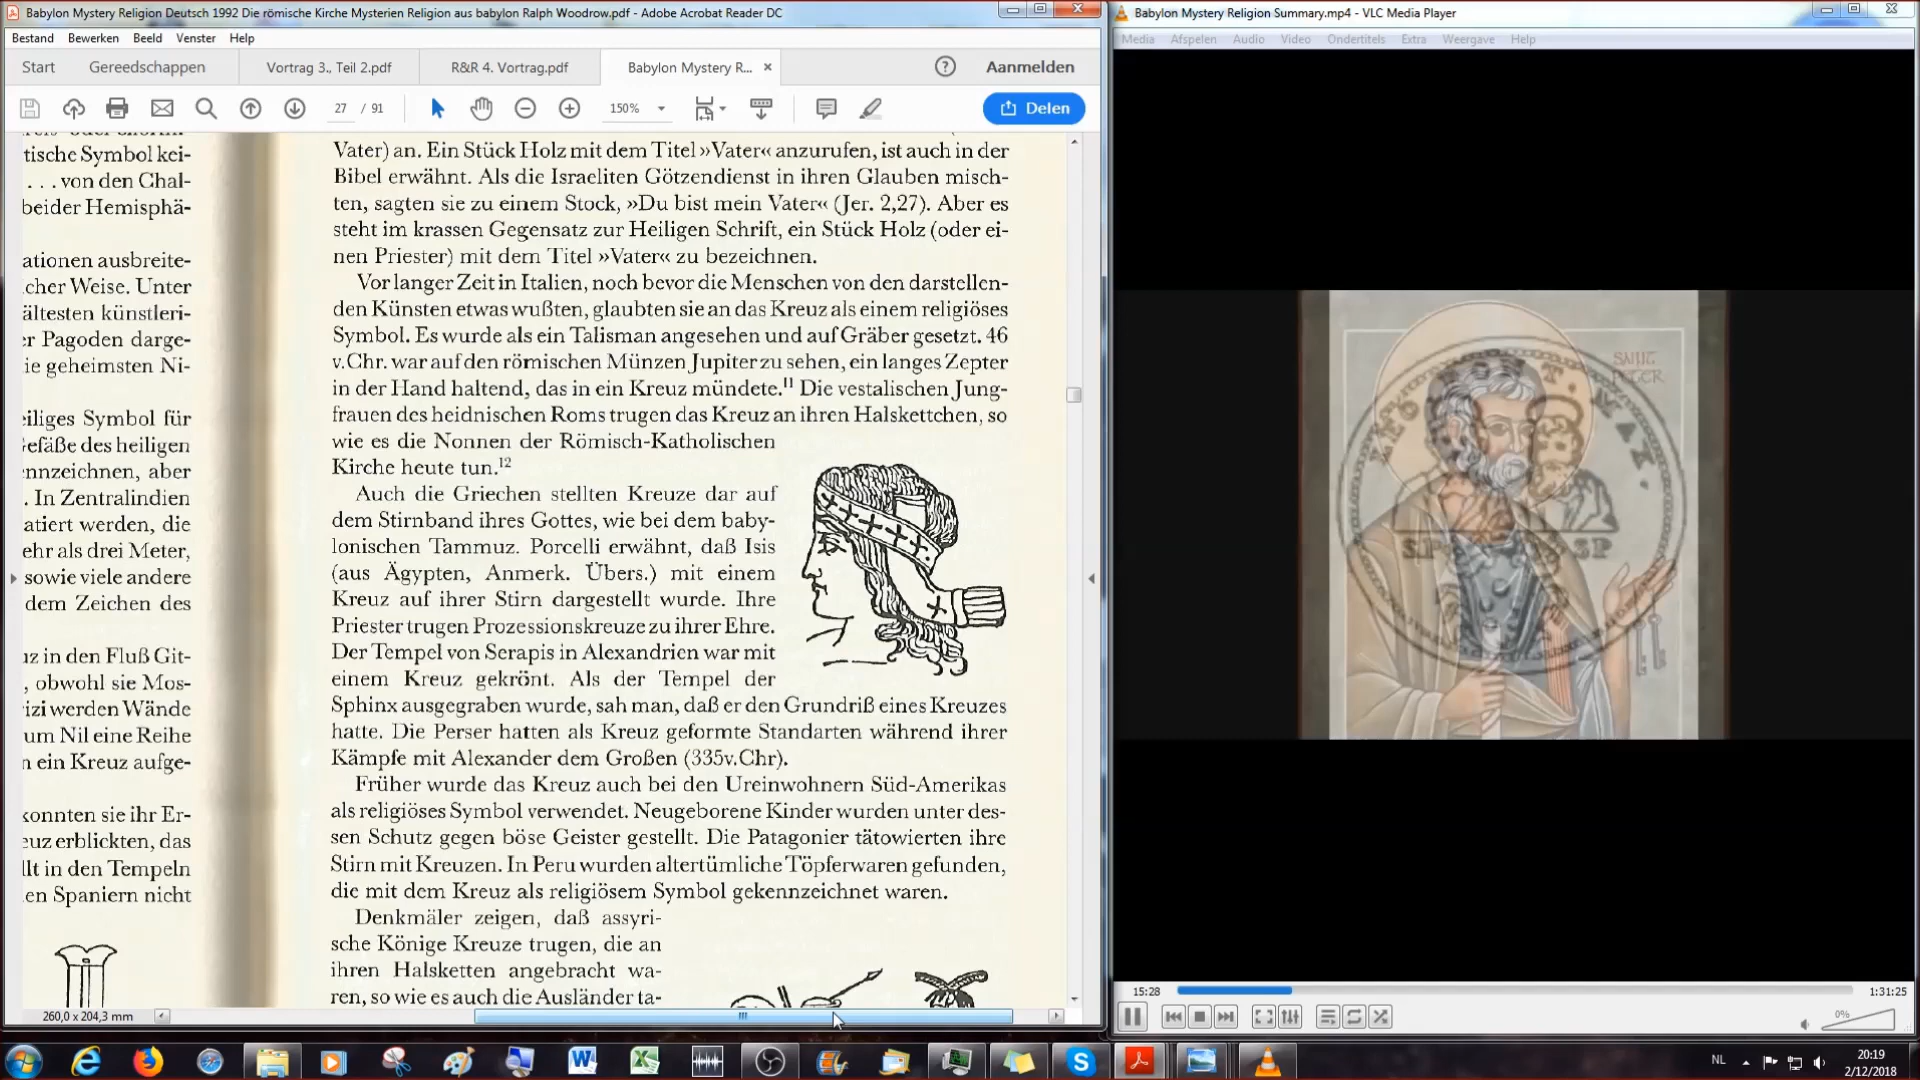 Babylon Mystery Religion Deutsch 1992 Die römische Kirche Mysterien Religion aus babylon Ralph Woodrow.pdf - Adobe Acrobat Reader DC
Bestand Bewerken Beeld Venster Help
Start Gereedschappen Vortrag 3., Teil 2.pdf R&R 4. Vortrag.pdf Babylon Mystery R... Aanmelden
27 / 91 150% Delen
tische Symbol kei-
. . . von den Chal-
beider Hemisphä-
ationen ausbreite-
cher Weise. Unter
ältesten künstleri-
er Pagoden darge-
ie geheimsten Ni-
eiliges Symbol für
Gefäße des heiligen
nnzeichnen, aber
. In Zentralindien
atiert werden, die
ehr als drei Meter,
sowie viele andere
dem Zeichen des
uz in den Fluß Git-
, obwohl sie Mos-
izi werden Wände
um Nil eine Reihe
n ein Kreuz aufge-
konnten sie ihr Er-
euz erblickten, das
llt in den Tempeln
en Spaniern nicht
Vater) an. Ein Stück Holz mit dem Titel »Vater« anzurufen, ist auch in der
Bibel erwähnt. Als die Israeliten Götzendienst in ihren Glauben misch-
ten, sagten sie zu einem Stock, »Du bist mein Vater« (Jer. 2,27). Aber es
steht im krassen Gegensatz zur Heiligen Schrift, ein Stück Holz (oder ei-
nen Priester) mit dem Titel »Vater« zu bezeichnen.
Vor langer Zeit in Italien, noch bevor die Menschen von den darstellen-
den Künsten etwas wußten, glaubten sie an das Kreuz als einem religiöses
Symbol. Es wurde als ein Talisman angesehen und auf Gräber gesetzt. 46
v.Chr. war auf den römischen Münzen Jupiter zu sehen, ein langes Zepter
in der Hand haltend, das in ein Kreuz mündete.¹¹ Die vestalischen Jung-
frauen des heidnischen Roms trugen das Kreuz an ihren Halskettchen, so
wie es die Nonnen der Römisch-Katholischen
Kirche heute tun.¹²
Auch die Griechen stellten Kreuze dar auf
dem Stirnband ihres Gottes, wie bei dem baby-
lonischen Tammuz. Porcelli erwähnt, daß Isis
(aus Ägypten, Anmerk. Übers.) mit einem
Kreuz auf ihrer Stirn dargestellt wurde. Ihre
Priester trugen Prozessionskreuze zu ihrer Ehre.
Der Tempel von Serapis in Alexandrien war mit
einem Kreuz gekrönt. Als der Tempel der
Sphinx ausgegraben wurde, sah man, daß er den Grundriß eines Kreuzes
hatte. Die Perser hatten als Kreuz geformte Standarten während ihrer
Kämpfe mit Alexander dem Großen (335v.Chr).
Früher wurde das Kreuz auch bei den Ureinwohnern Süd-Amerikas
als religiöses Symbol verwendet. Neugeborene Kinder wurden unter des-
sen Schutz gegen böse Geister gestellt. Die Patagonier tätowierten ihre
Stirn mit Kreuzen. In Peru wurden altertümliche Töpferwaren gefunden,
die mit dem Kreuz als religiösem Symbol gekennzeichnet waren.
Denkmäler zeigen, daß assyri-
sche Könige Kreuze trugen, die an
ihren Halsketten angebracht wa-
ren, so wie es auch die Ausländer ta-
260,0 x 204,3 mm
Babylon Mystery Religion Summary.mp4 - VLC Media Player
Media Afspelen Audio Video Ondertitels Extra Weergave Help
15:28 1:31:25
0%
NL 20:19
2/12/2018